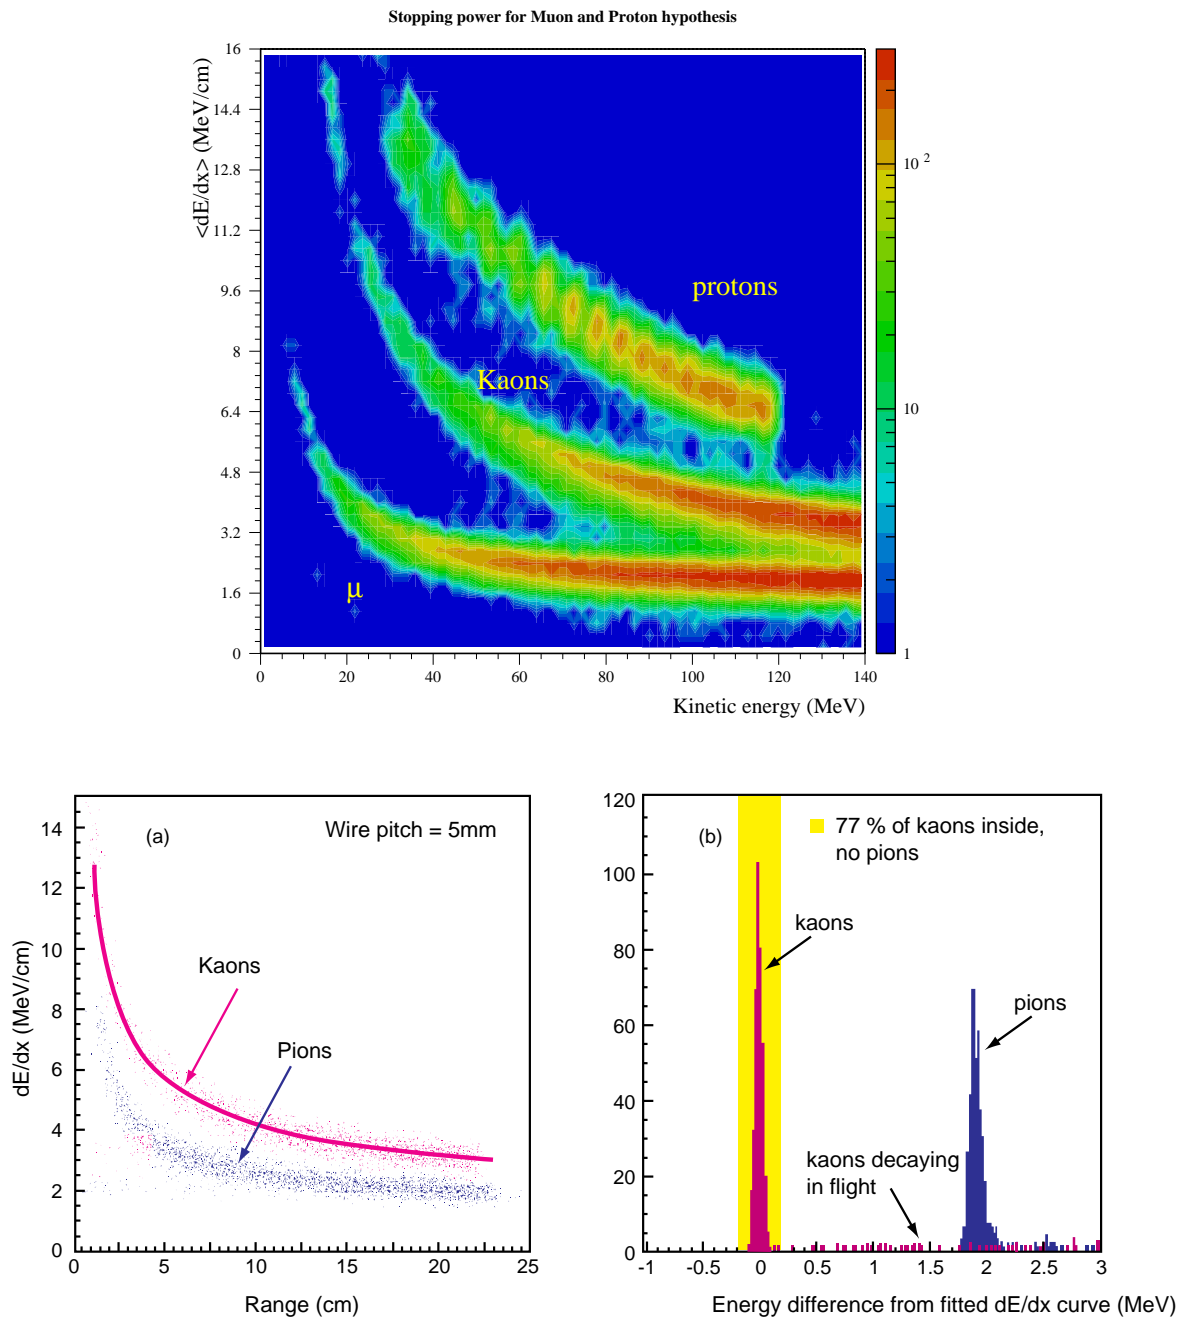 Stopping power for Muon and Proton hypothesis
<dE/dx> (MeV/cm)
16
14.4
12.8
11.2
9.6
8
6.4
4.8
3.2
1.6
0
protons
Kaons
μ
0 20 40 60 80 100 120 140
Kinetic energy (MeV)
10 2
10
1
(a)
Wire pitch = 5mm
Kaons
Pions
dE/dx (MeV/cm)
14
12
10
8
6
4
2
0
0 5 10 15 20 25
Range (cm)
(b)
77 % of kaons inside,
no pions
kaons
pions
kaons decaying
in flight
120
100
80
60
40
20
0
-1 -0.5 0 0.5 1 1.5 2 2.5 3
Energy difference from fitted dE/dx curve (MeV)